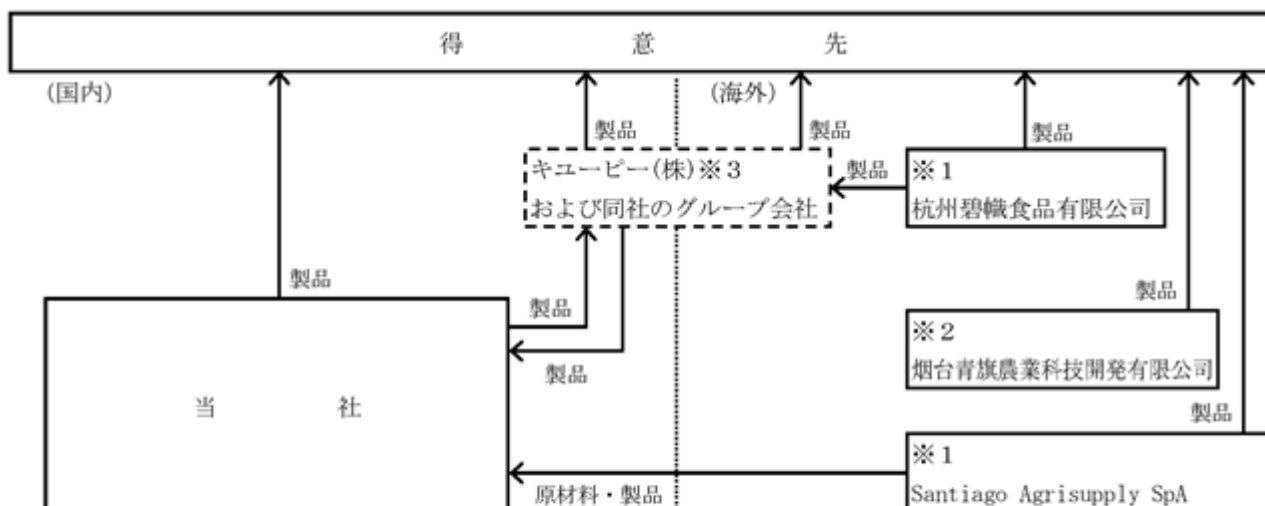 得意先
(国内)
(海外)
製品
製品
製品
キユーピー(株)※3
および同社のグループ会社
製品
※1
杭州碧幟食品有限公司
製品
製品
製品
製品
※2
烟台青旗農業科技開発有限公司
当社
製品
※1
Santiago Agrisupply SpA
原材料・製品